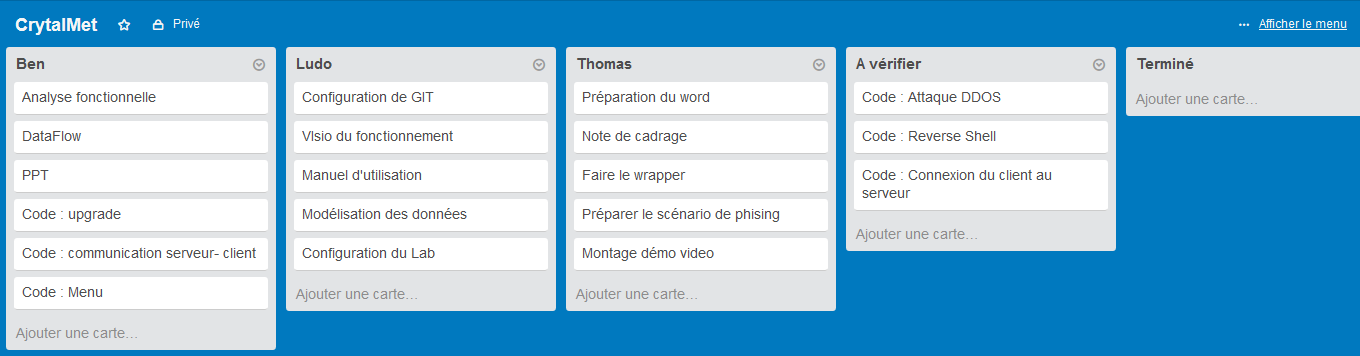 CrytalMet
Privé
Afficher le menu
Ben
Analyse fonctionnelle
DataFlow
PPT
Code : upgrade
Code : communication serveur- client
Code : Menu
Ajouter une carte…
Ludo
Configuration de GIT
VIsio du fonctionnement
Manuel d'utilisation
Modélisation des données
Configuration du Lab
Ajouter une carte…
Thomas
Préparation du word
Note de cadrage
Faire le wrapper
Préparer le scénario de phising
Montage démo video
Ajouter une carte…
A vérifier
Code : Attaque DDOS
Code : Reverse Shell
Code : Connexion du client au
serveur
Ajouter une carte…
Terminé
Ajouter une carte…